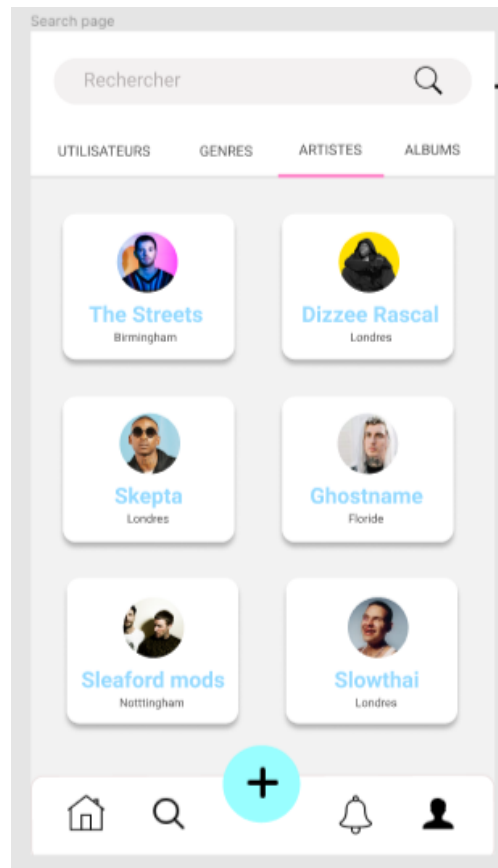 Search page
Rechercher
UTILISATEURS GENRES ARTISTES ALBUMS
The Streets
Birmingham
Dizzee Rascal
Londres
Skepta
Londres
Ghostname
Floride
Sleaford mods
Notttingham
Slowthai
Londres